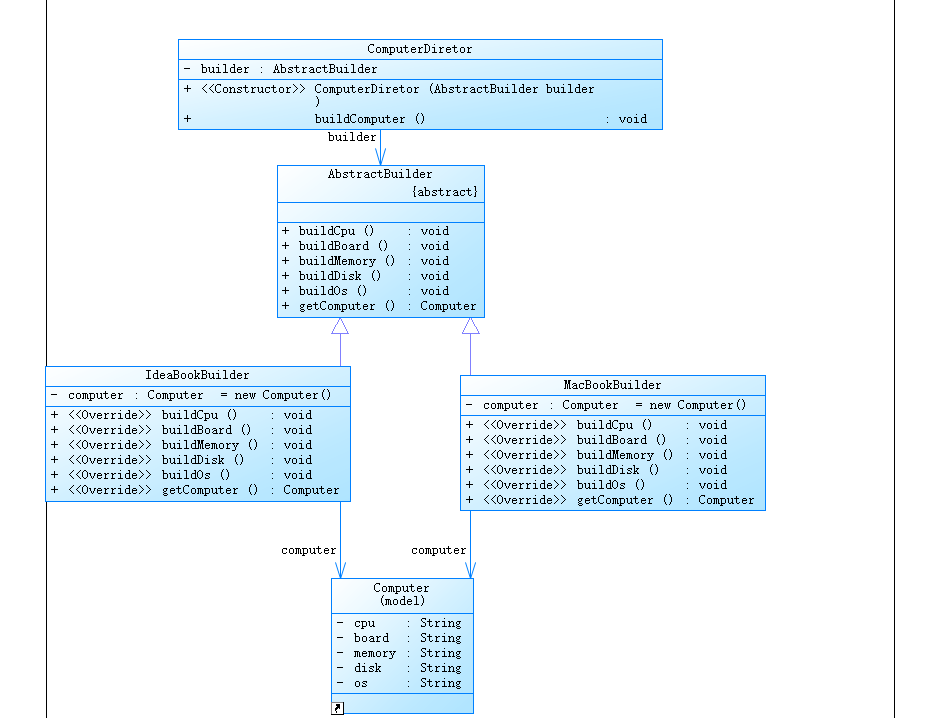 ComputerDiretor
- builder : AbstractBuilder
+ <<Constructor>> ComputerDiretor (AbstractBuilder builder
)
+ buildComputer () : void
builder
AbstractBuilder
{abstract}
+ buildCpu () : void
+ buildBoard () : void
+ buildMemory () : void
+ buildDisk () : void
+ buildOs () : void
+ getComputer () : Computer
IdeaBookBuilder
- computer : Computer = new Computer()
+ <<Override>> buildCpu () : void
+ <<Override>> buildBoard () : void
+ <<Override>> buildMemory () : void
+ <<Override>> buildDisk () : void
+ <<Override>> buildOs () : void
+ <<Override>> getComputer () : Computer
MacBookBuilder
- computer : Computer = new Computer()
+ <<Override>> buildCpu () : void
+ <<Override>> buildBoard () : void
+ <<Override>> buildMemory () : void
+ <<Override>> buildDisk () : void
+ <<Override>> buildOs () : void
+ <<Override>> getComputer () : Computer
computer
computer
Computer
(model)
- cpu : String
- board : String
- memory : String
- disk : String
- os : String